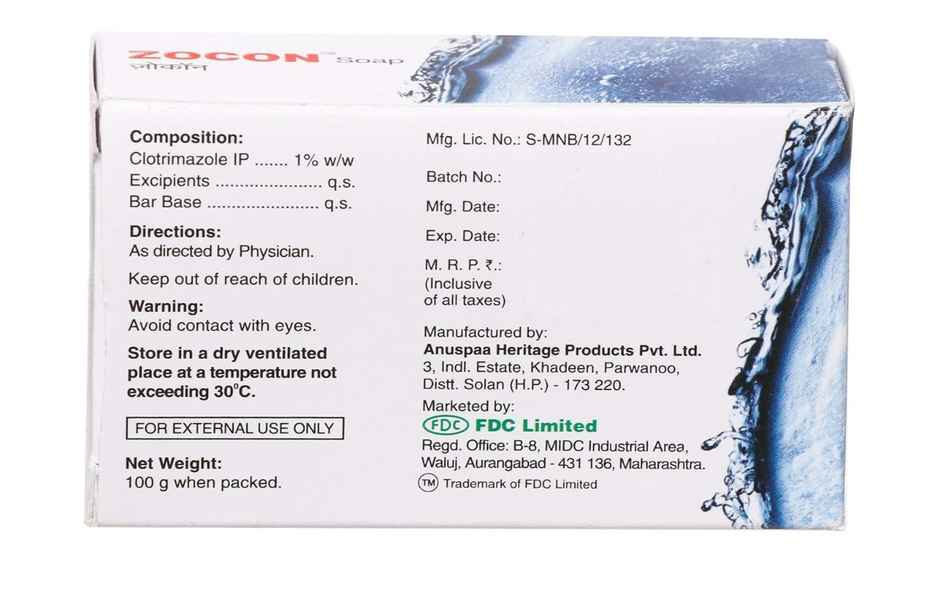 ZOCON™ Soap
ज़ोकॉन
Composition:
Clotrimazole IP ....... 1% w/w
Excipients ...................... q.s.
Bar Base ....................... q.s.
Directions:
As directed by Physician.
Keep out of reach of children.
Warning:
Avoid contact with eyes.
Store in a dry ventilated
place at a temperature not
exceeding 30°C.
FOR EXTERNAL USE ONLY
Net Weight:
100 g when packed.
Mfg. Lic. No.: S-MNB/12/132
Batch No.:
Mfg. Date:
Exp. Date:
M. R. P. ₹.:
(Inclusive
of all taxes)
Manufactured by:
Anuspaa Heritage Products Pvt. Ltd.
3, Indl. Estate, Khadeen, Parwanoo,
Distt. Solan (H.P.) - 173 220.
Marketed by:
FDC FDC Limited
Regd. Office: B-8, MIDC Industrial Area,
Waluj, Aurangabad - 431 136, Maharashtra.
TM Trademark of FDC Limited